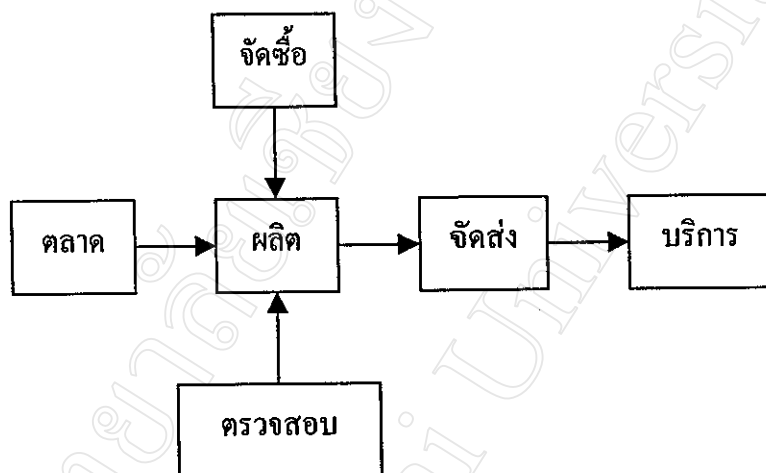 จัดซื้อ
ตลาด
ผลิต
จัดส่ง
บริการ
ตรวจสอบ